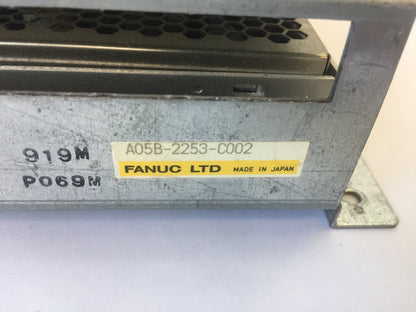 A05B-2253-C002
FANUC LTD MADE IN JAPAN
919M
P069M